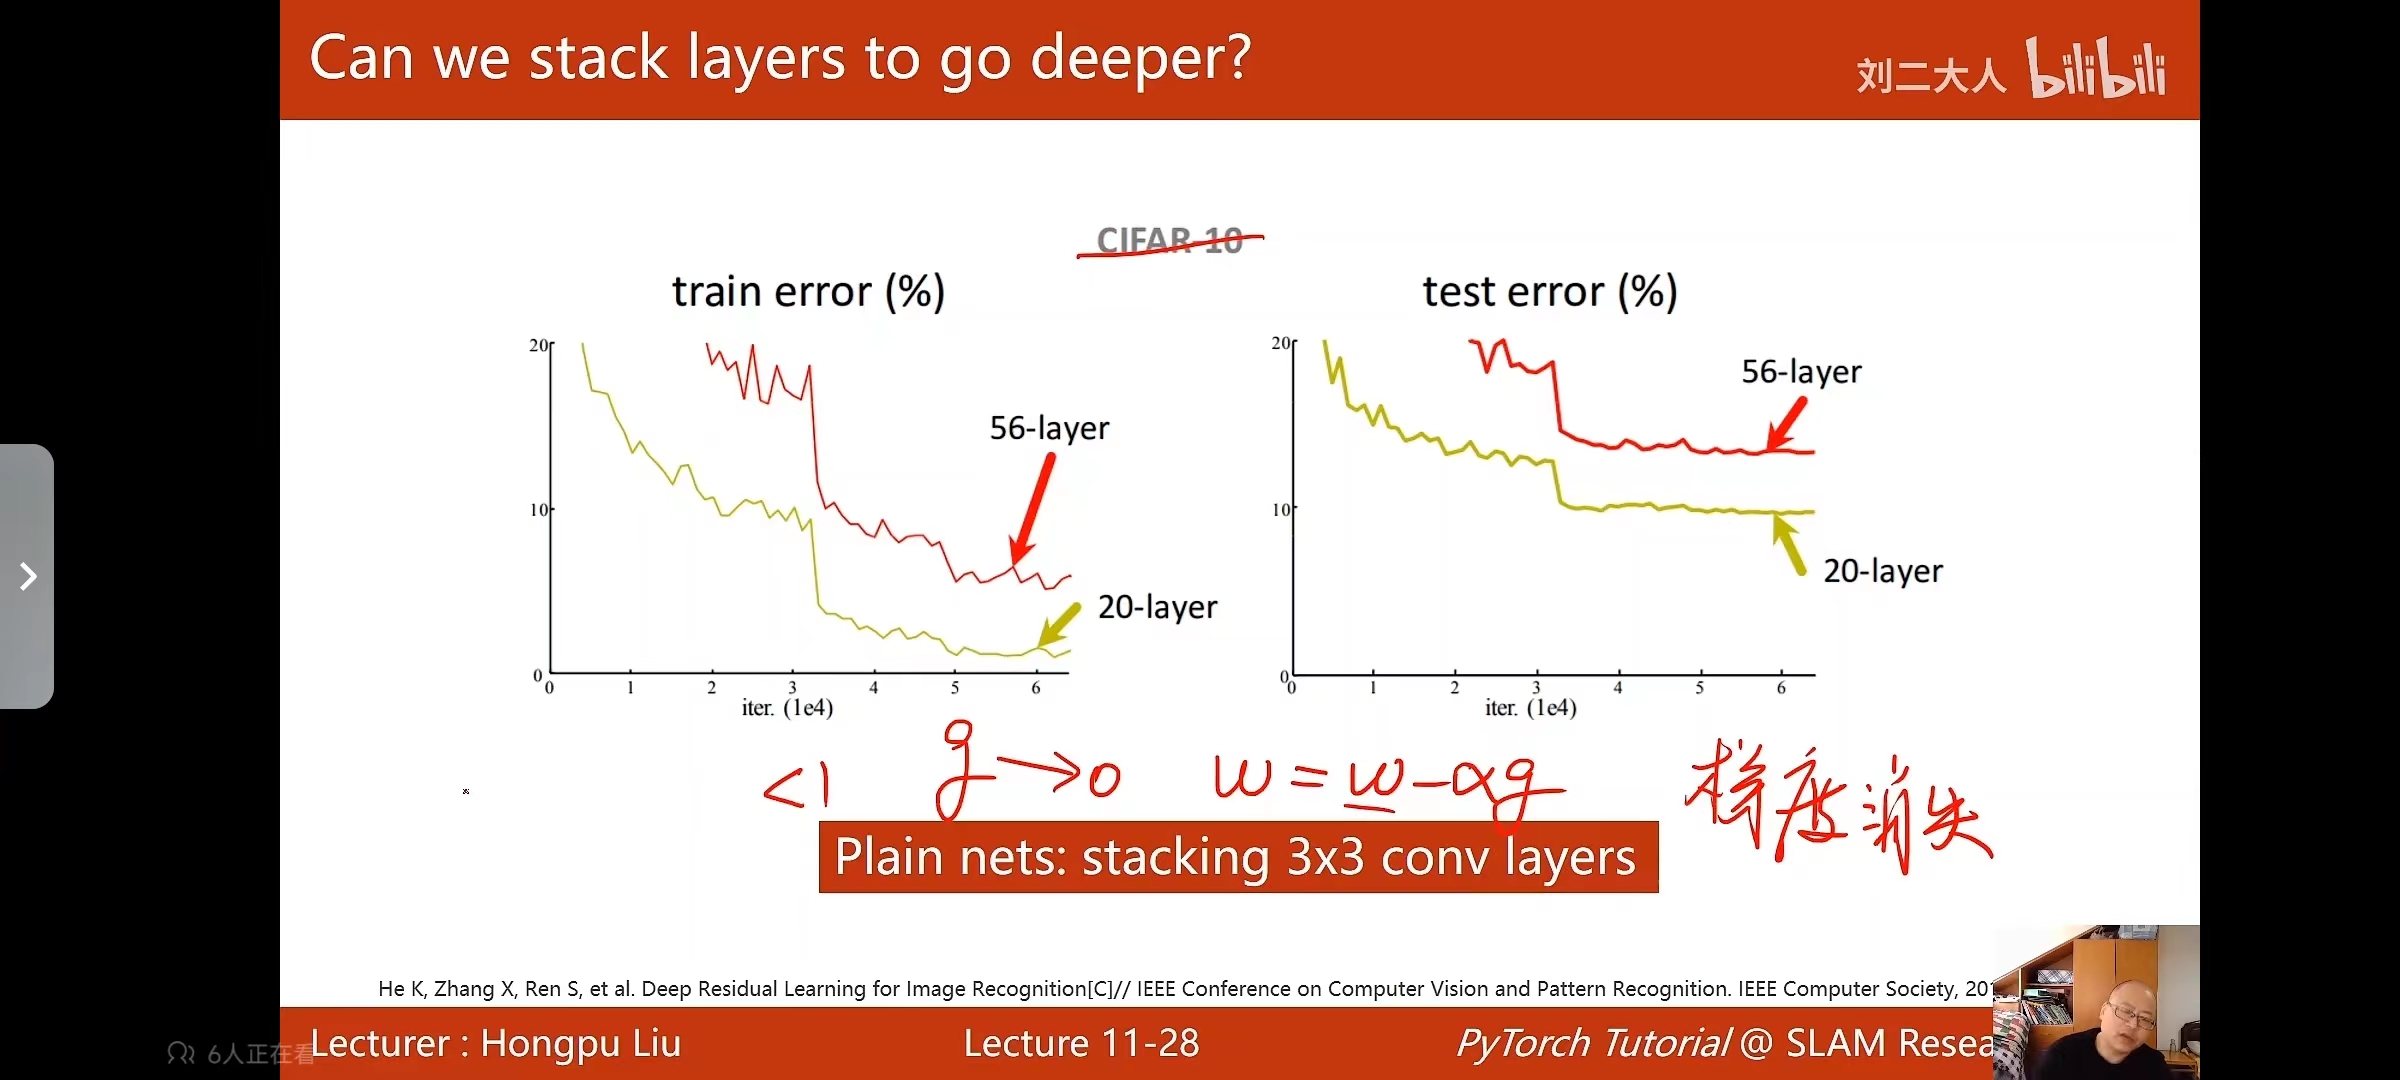 Can we stack layers to go deeper?
刘二大人 bilibili
CIFAR-10
train error (%)
20
10
0
0 1 2 3 4 5 6
iter. (1e4)
56-layer
20-layer
test error (%)
20
10
0
0 1 2 3 4 5 6
iter. (1e4)
56-layer
20-layer
<1 g→0 w=w-αg 梯度消失
Plain nets: stacking 3x3 conv layers
He K, Zhang X, Ren S, et al. Deep Residual Learning for Image Recognition[C]// IEEE Conference on Computer Vision and Pattern Recognition. IEEE Computer Society, 20
6人正在看
Lecturer : Hongpu Liu Lecture 11-28 PyTorch Tutorial @ SLAM Resea